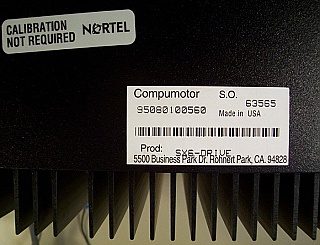 CALIBRATION
NOT REQUIRED NORTEL
Compumotor S.O.
95080100560 63565
Made in USA
Prod: SX6-DRIVE
5500 Business Park Dr. Rohnert Park, CA. 94828